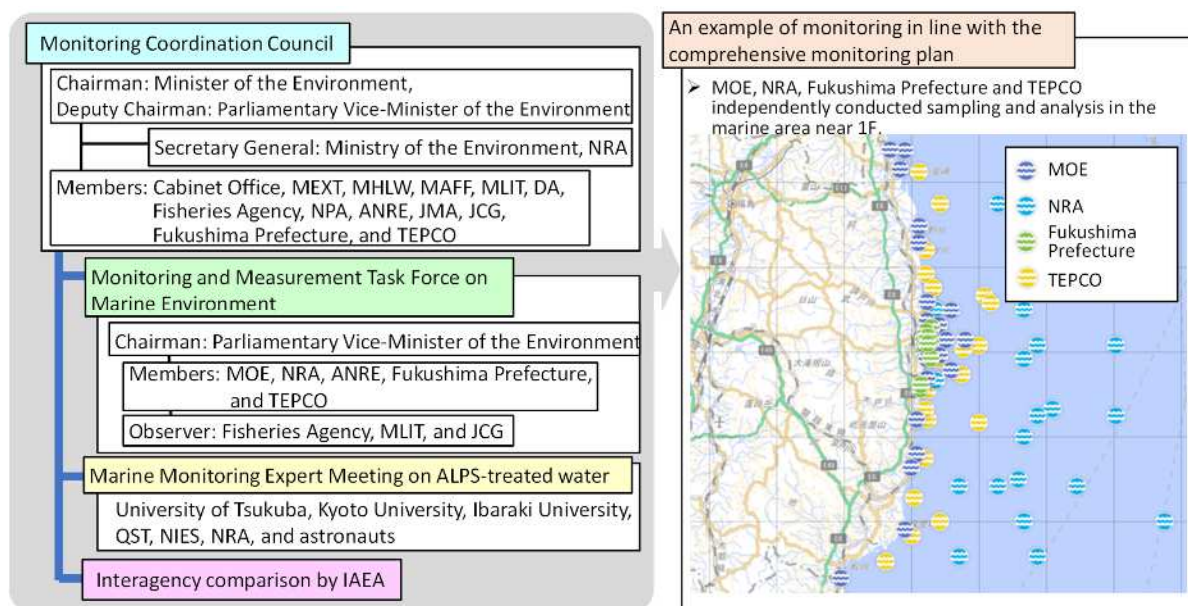 Monitoring Coordination Council
Chairman: Minister of the Environment,
Deputy Chairman: Parliamentary Vice-Minister of the Environment
Secretary General: Ministry of the Environment, NRA
Members: Cabinet Office, MEXT, MHLW, MAFF, MLIT, DA,
Fisheries Agency, NPA, ANRE, JMA, JCG,
Fukushima Prefecture, and TEPCO
Monitoring and Measurement Task Force on
Marine Environment
Chairman: Parliamentary Vice-Minister of the Environment
Members: MOE, NRA, ANRE, Fukushima Prefecture,
and TEPCO
Observer: Fisheries Agency, MLIT, and JCG
Marine Monitoring Expert Meeting on ALPS-treated water
University of Tsukuba, Kyoto University, Ibaraki University,
QST, NIES, NRA, and astronauts
Interagency comparison by IAEA
An example of monitoring in line with the
comprehensive monitoring plan
➢ MOE, NRA, Fukushima Prefecture and TEPCO
independently conducted sampling and analysis in the
marine area near 1F.
MOE
NRA
Fukushima
Prefecture
TEPCO